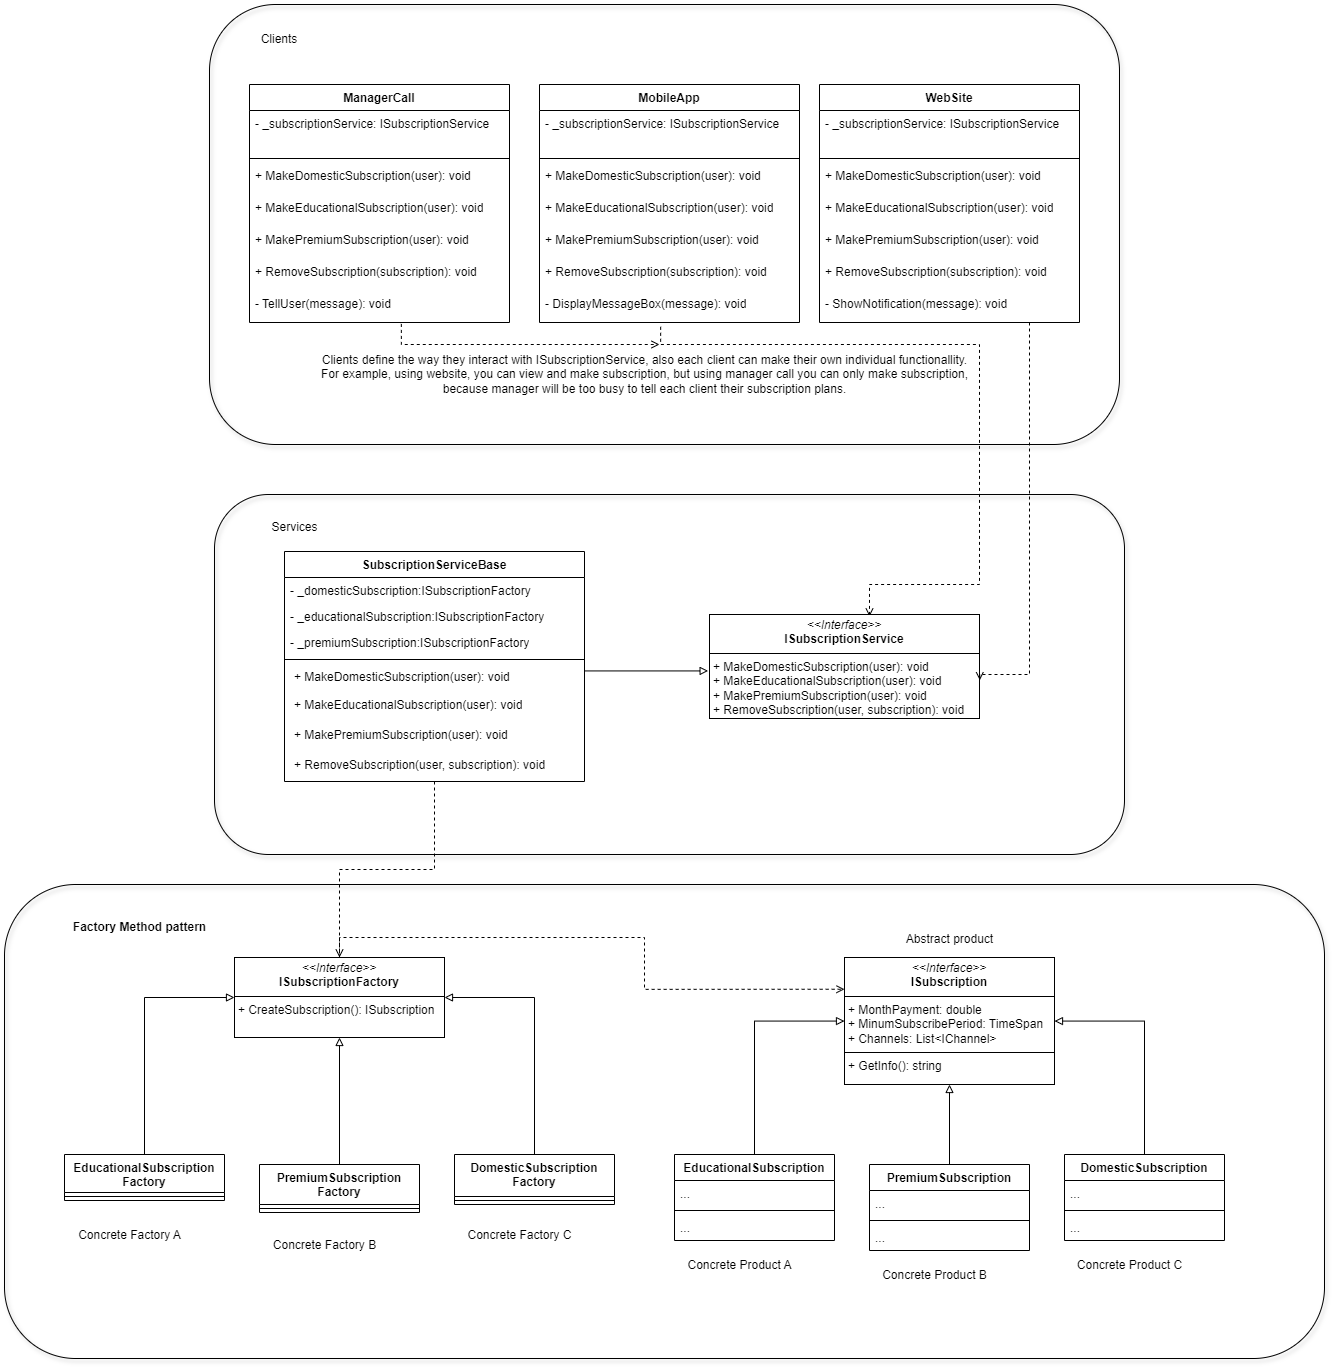 Clients
ManagerCall
- _subscriptionService: ISubscriptionService
+ MakeDomesticSubscription(user): void
+ MakeEducationalSubscription(user): void
+ MakePremiumSubscription(user): void
+ RemoveSubscription(subscription): void
- TellUser(message): void
MobileApp
- _subscriptionService: ISubscriptionService
+ MakeDomesticSubscription(user): void
+ MakeEducationalSubscription(user): void
+ MakePremiumSubscription(user): void
+ RemoveSubscription(subscription): void
- DisplayMessageBox(message): void
WebSite
- _subscriptionService: ISubscriptionService
+ MakeDomesticSubscription(user): void
+ MakeEducationalSubscription(user): void
+ MakePremiumSubscription(user): void
+ RemoveSubscription(subscription): void
- ShowNotification(message): void
Clients define the way they interact with ISubscriptionService, also each client can make their own individual functionallity.
For example, using website, you can view and make subscription, but using manager call you can only make subscription,
because manager will be too busy to tell each client their subscription plans.
Services
SubscriptionServiceBase
- _domesticSubscription:ISubscriptionFactory
- _educationalSubscription:ISubscriptionFactory
- _premiumSubscription:ISubscriptionFactory
+ MakeDomesticSubscription(user): void
+ MakeEducationalSubscription(user): void
+ MakePremiumSubscription(user): void
+ RemoveSubscription(user, subscription): void
<<Interface>>
ISubscriptionService
+ MakeDomesticSubscription(user): void
+ MakeEducationalSubscription(user): void
+ MakePremiumSubscription(user): void
+ RemoveSubscription(user, subscription): void
Factory Method pattern
<<Interface>>
ISubscriptionFactory
+ CreateSubscription(): ISubscription
Abstract product
<<Interface>>
ISubscription
+ MonthPayment: double
+ MinumSubscribePeriod: TimeSpan
+ Channels: List<IChannel>
+ GetInfo(): string
EducationalSubscription
Factory
Concrete Factory A
PremiumSubscription
Factory
Concrete Factory B
DomesticSubscription
Factory
Concrete Factory C
EducationalSubscription
...
...
Concrete Product A
PremiumSubscription
...
...
Concrete Product B
DomesticSubscription
...
...
Concrete Product C